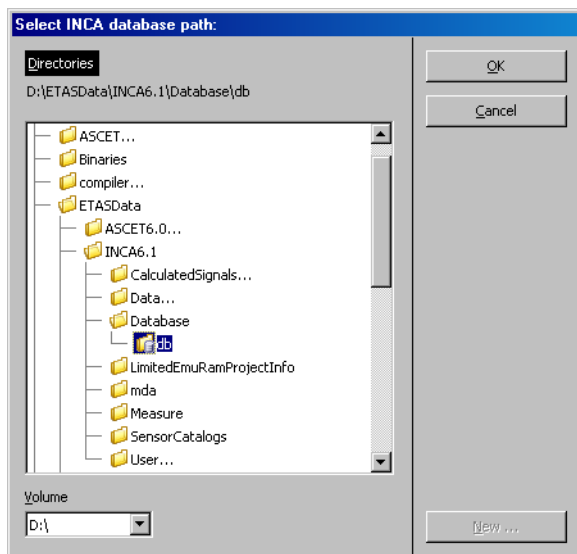 Select INCA database path:
Directories
D:\ETASData\INCA6.1\Database\db
ASCET...
Binaries
compiler...
ETASData
ASCET6.0...
INCA6.1
CalculatedSignals...
Data...
Database
db
LimitedEmuRamProjectInfo
mda
Measure
SensorCatalogs
User...
Volume
D:\
OK
Cancel
New ...